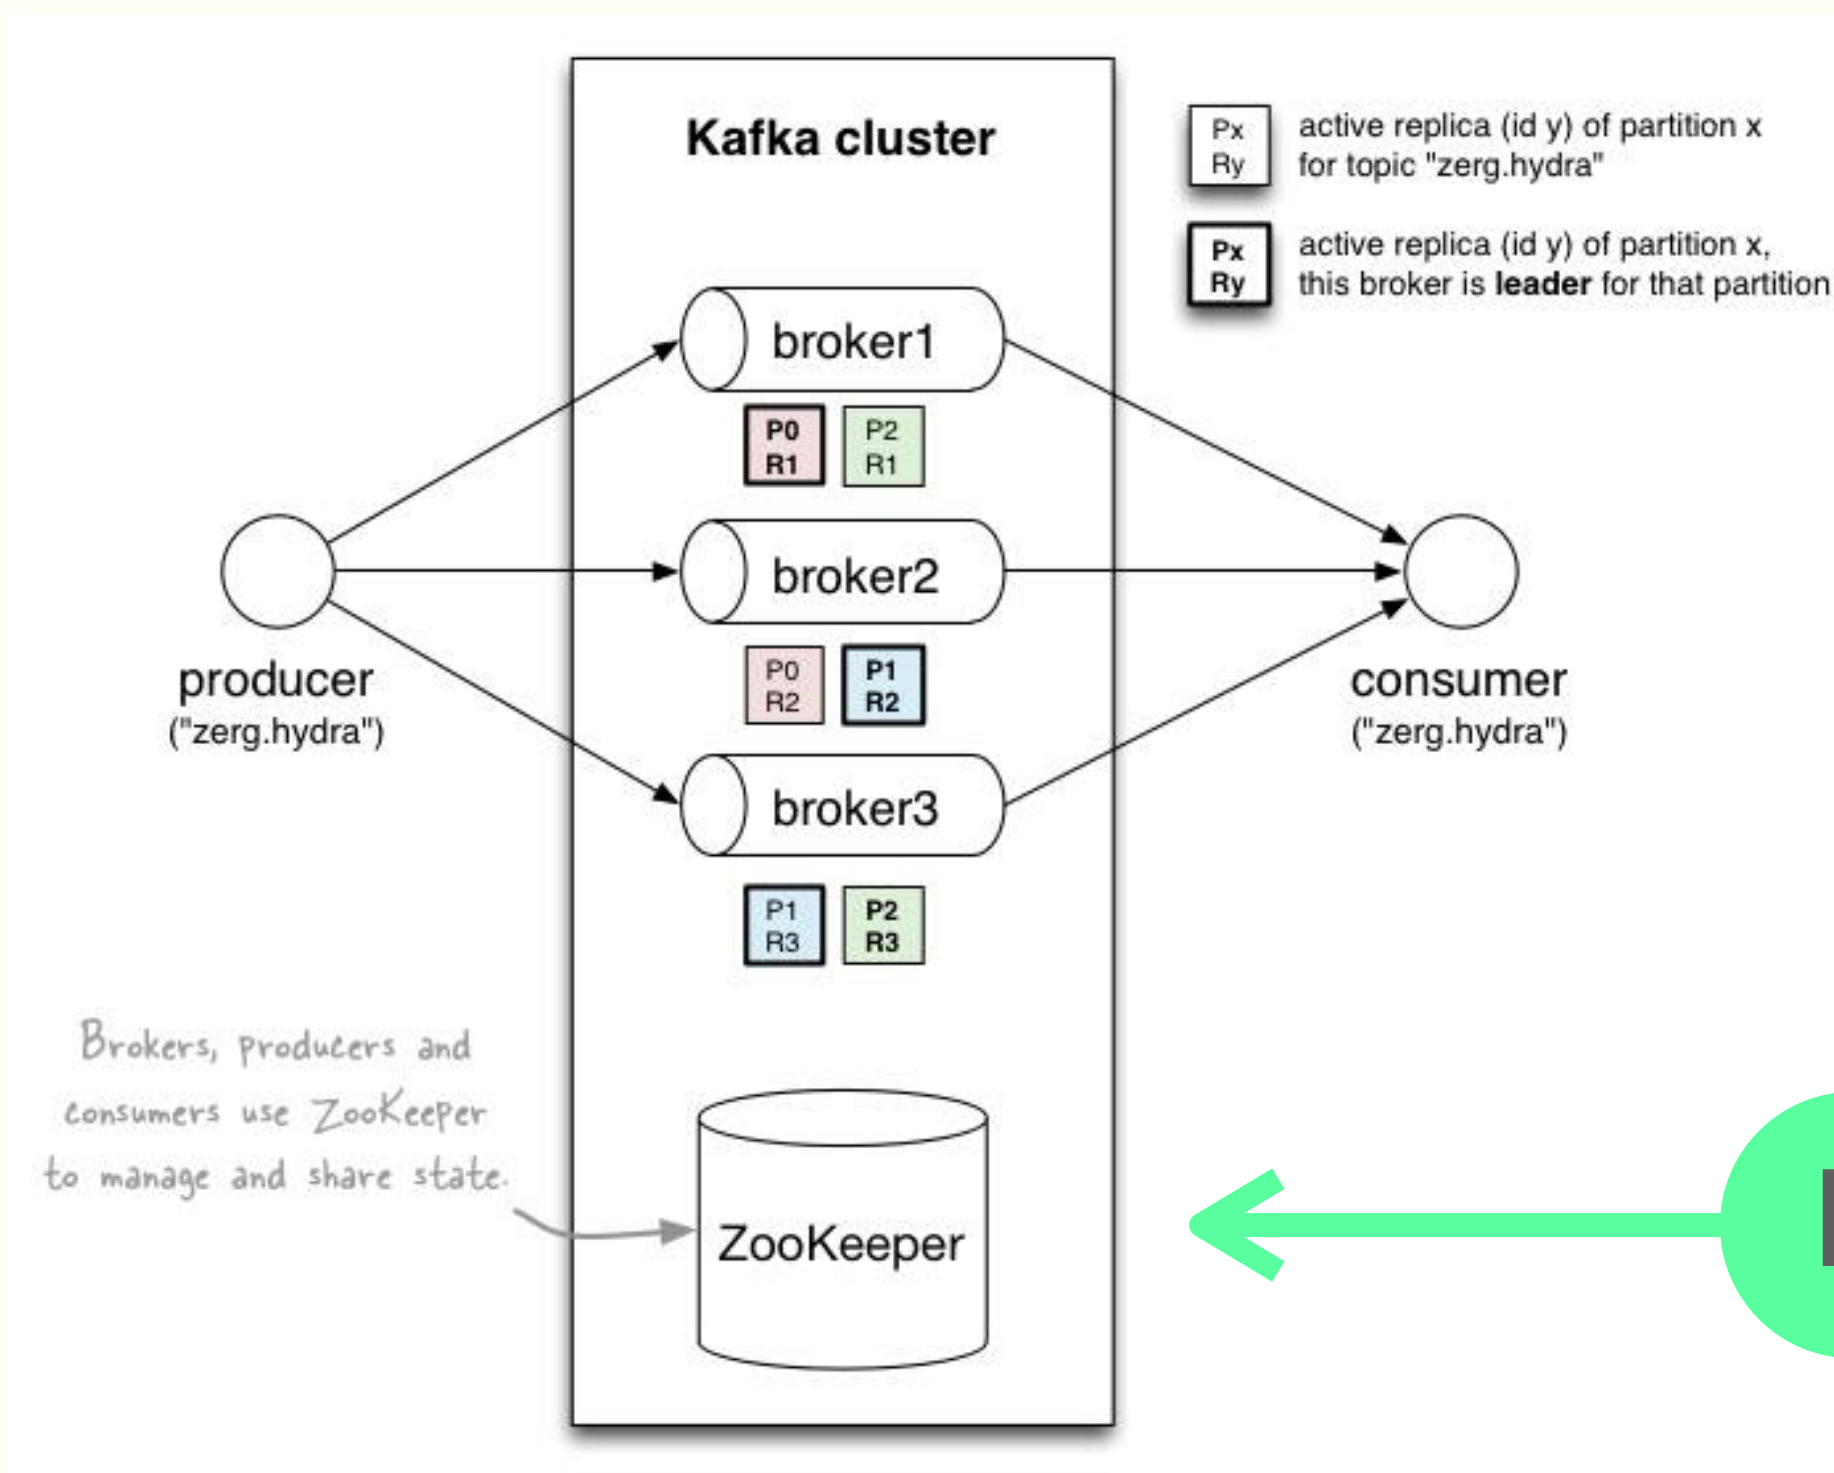 Kafka cluster
Px
Ry
active replica (id y) of partition x
for topic "zerg.hydra"
Px
Ry
active replica (id y) of partition x,
this broker is leader for that partition
broker1
P0
R1
P2
R1
broker2
P0
R2
P1
R2
producer
("zerg.hydra")
consumer
("zerg.hydra")
broker3
P1
R3
P2
R3
Brokers, producers and
consumers use ZooKeeper
to manage and share state.
ZooKeeper